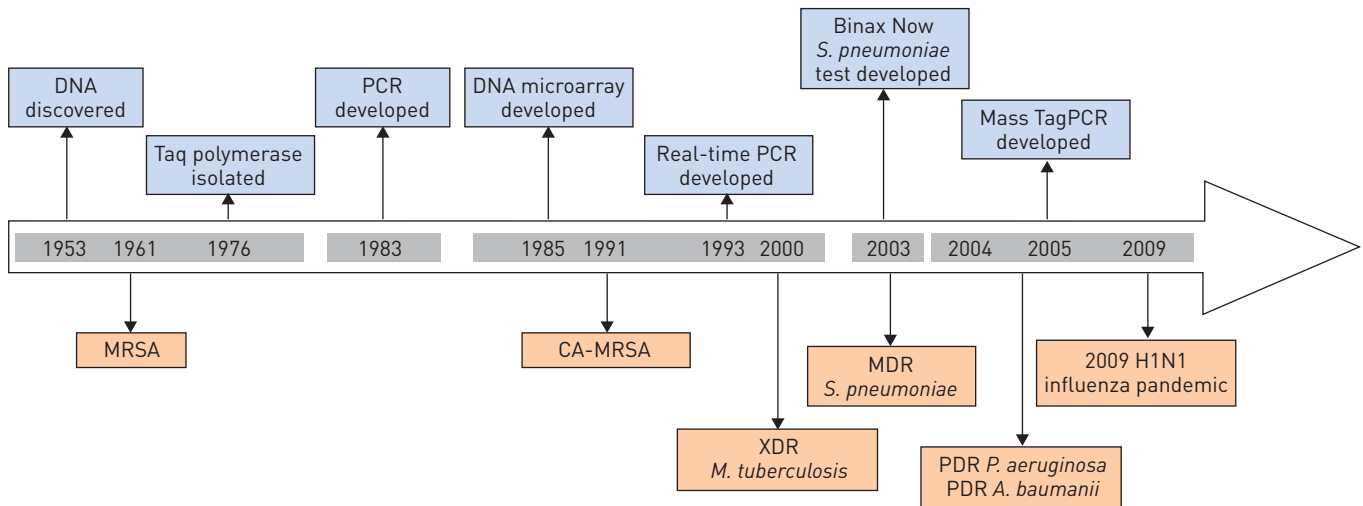 DNA
discovered
Taq polymerase
isolated
PCR
developed
DNA microarray
developed
Real-time PCR
developed
Binax Now
S. pneumoniae
test developed
Mass TagPCR
developed
1953 1961 1976 1983 1985 1991 1993 2000 2003 2004 2005 2009
MRSA
CA-MRSA
XDR
M. tuberculosis
MDR
S. pneumoniae
PDR P. aeruginosa
PDR A. baumanii
2009 H1N1
influenza pandemic